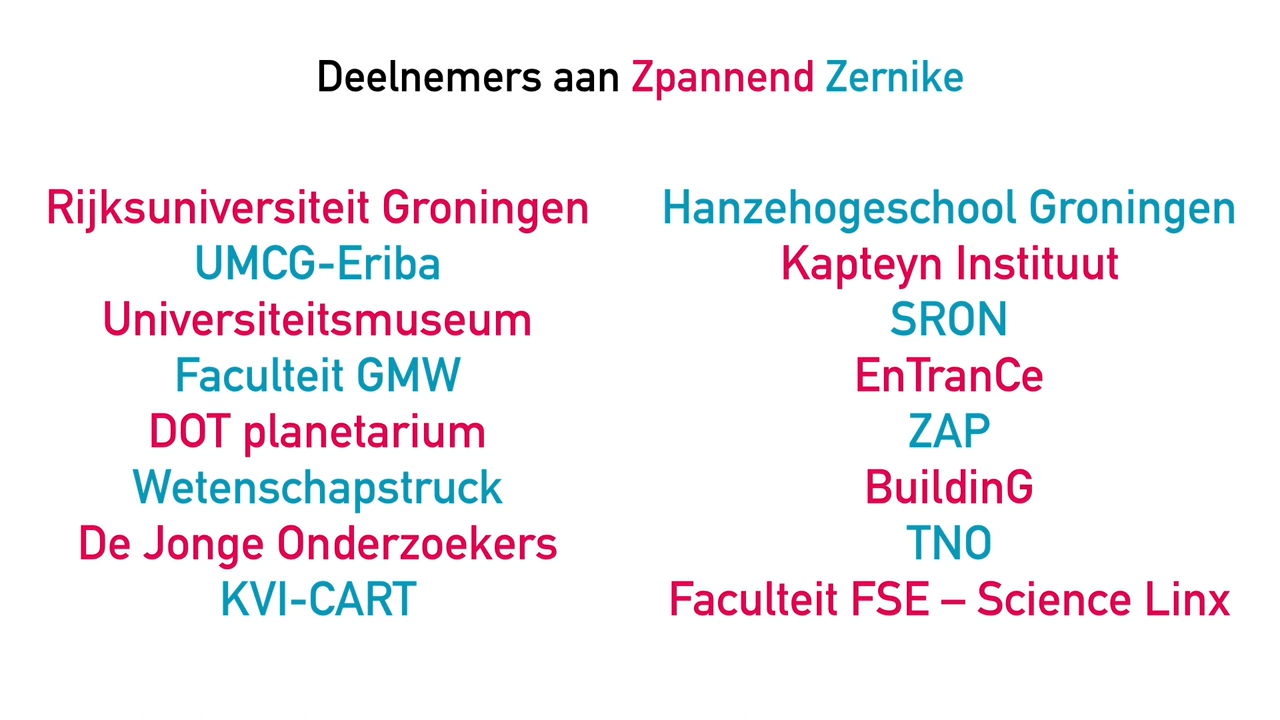 Deelnemers aan Zpannend Zernike
Rijksuniversiteit Groningen
UMCG-Eriba
Universiteitsmuseum
Faculteit GMW
DOT planetarium
Wetenschapstruck
De Jonge Onderzoekers
KVI-CART
Hanzehogeschool Groningen
Kapteyn Instituut
SRON
EnTranCe
ZAP
BuildinG
TNO
Faculteit FSE – Science Linx